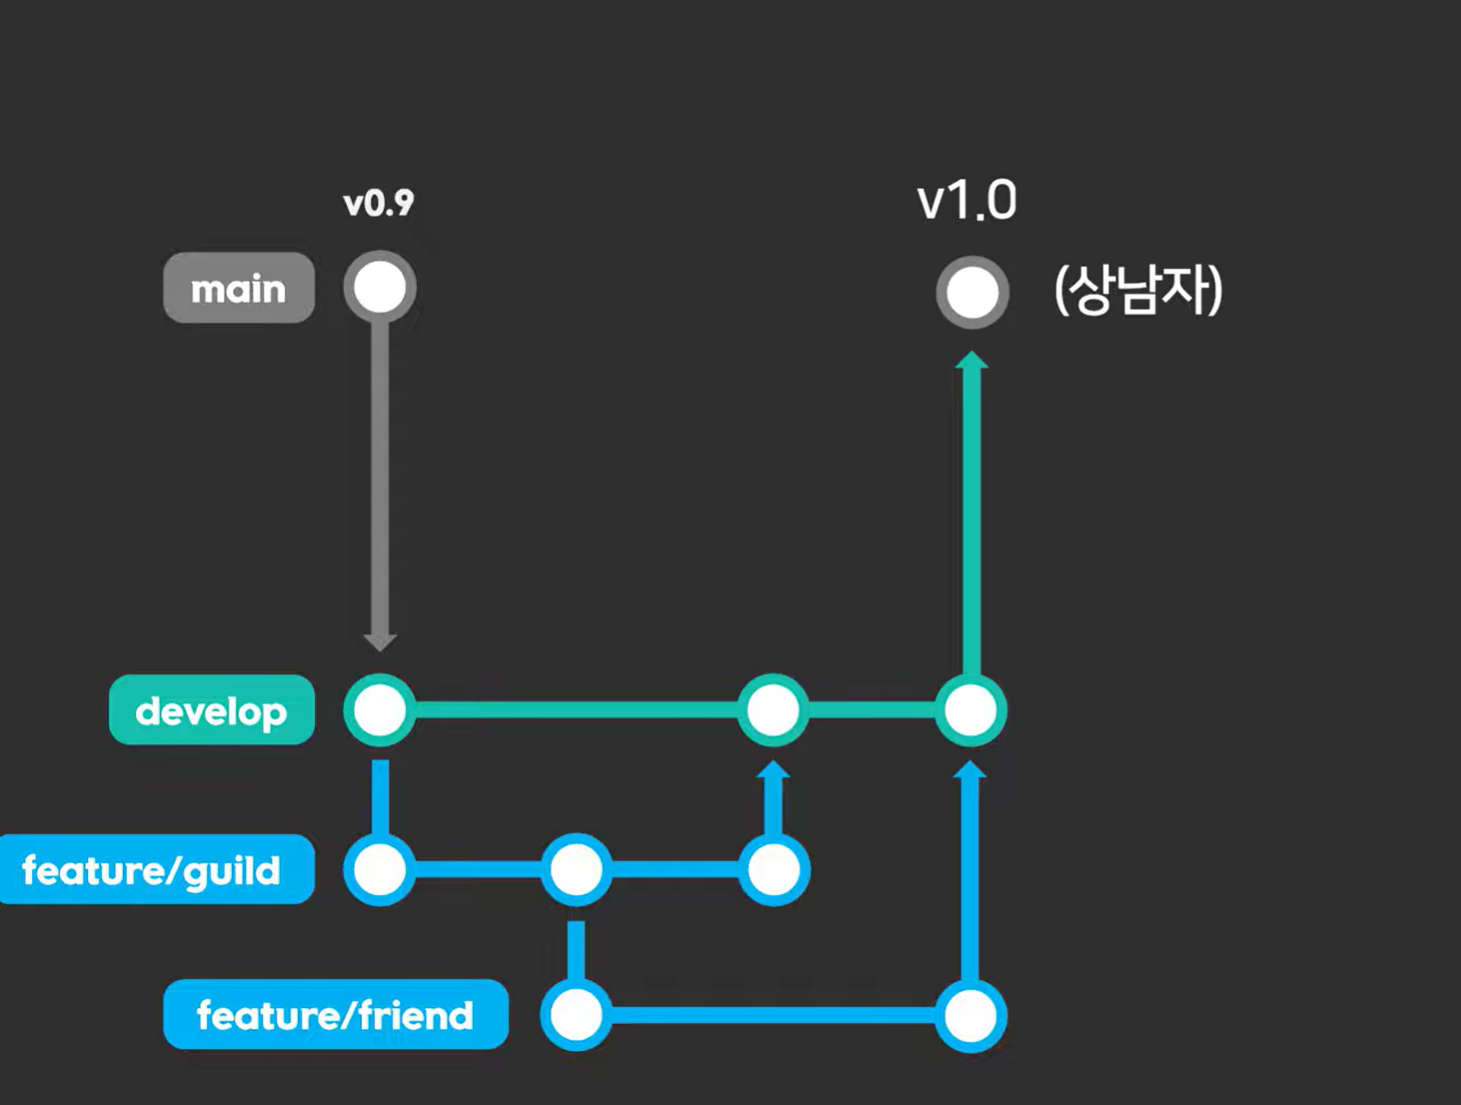 v0.9
v1.0
main
(상남자)
develop
feature/guild
feature/friend